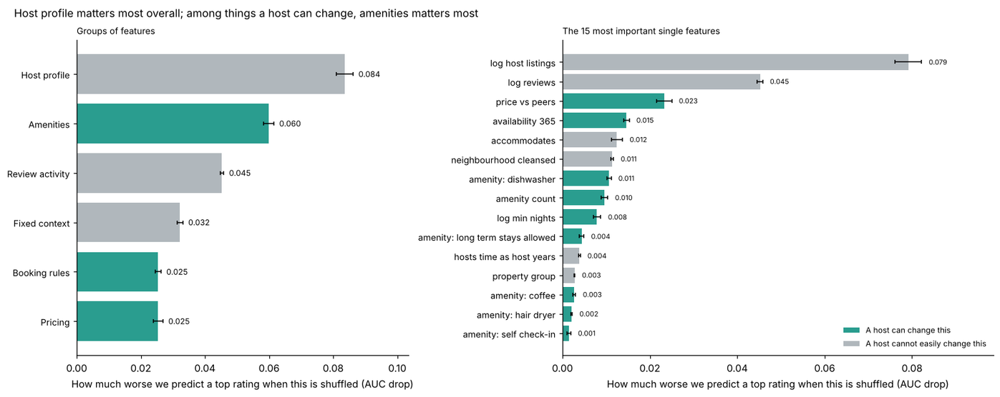 Host profile matters most overall; among things a host can change, amenities matters most
Groups of features
Host profile
0.084
Amenities
0.060
Review activity
0.045
Fixed context
0.032
Booking rules
0.025
Pricing
0.025
0.00 0.02 0.04 0.06 0.08 0.10
How much worse we predict a top rating when this is shuffled (AUC drop)
The 15 most important single features
log host listings
0.079
log reviews
0.045
price vs peers
0.023
availability 365
0.015
accommodates
0.012
neighbourhood cleansed
0.011
amenity: dishwasher
0.011
amenity count
0.010
log min nights
0.008
amenity: long term stays allowed
0.004
hosts time as host years
0.004
property group
0.003
amenity: coffee
0.003
amenity: hair dryer
0.002
amenity: self check-in
0.001
A host can change this
A host cannot easily change this
0.00 0.02 0.04 0.06 0.08
How much worse we predict a top rating when this is shuffled (AUC drop)